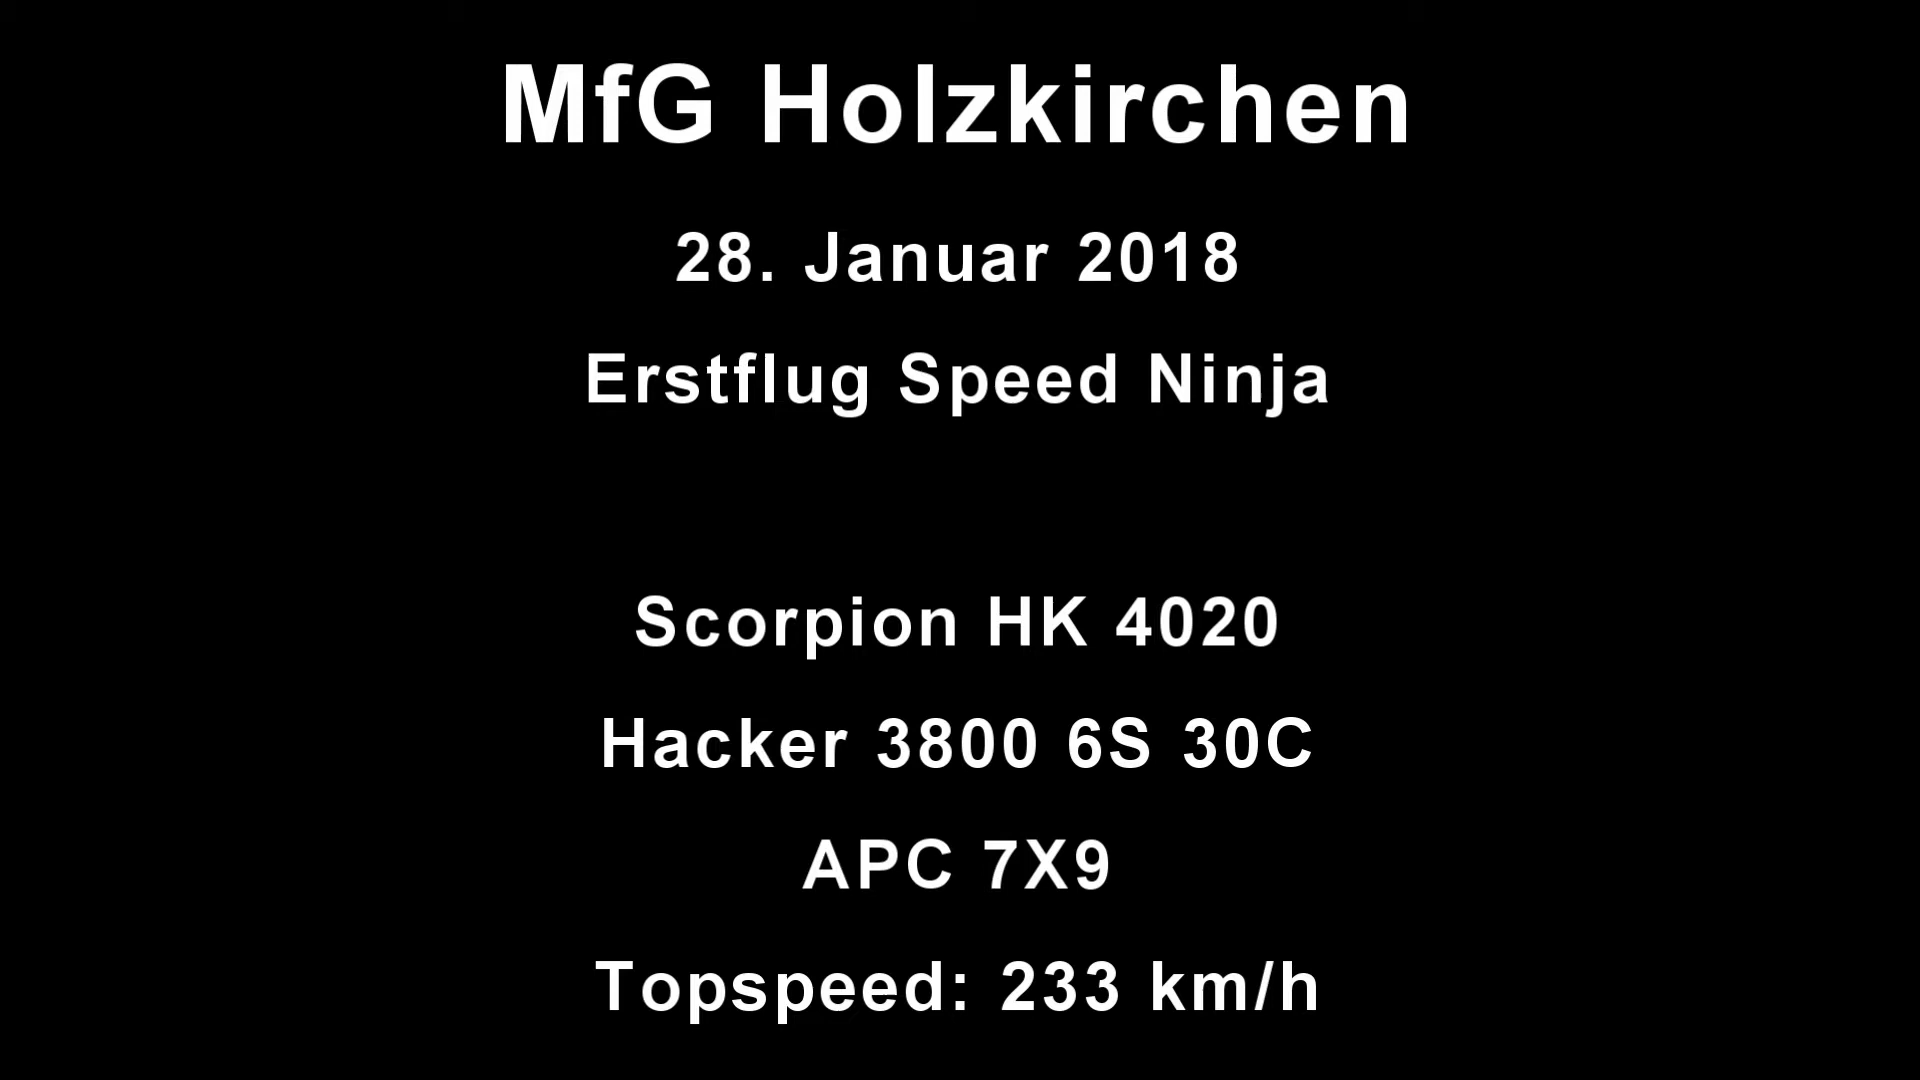 MfG Holzkirchen
28. Januar 2018
Erstflug Speed Ninja
Scorpion HK 4020
Hacker 3800 6S 30C
APC 7X9
Topspeed: 233 km/h